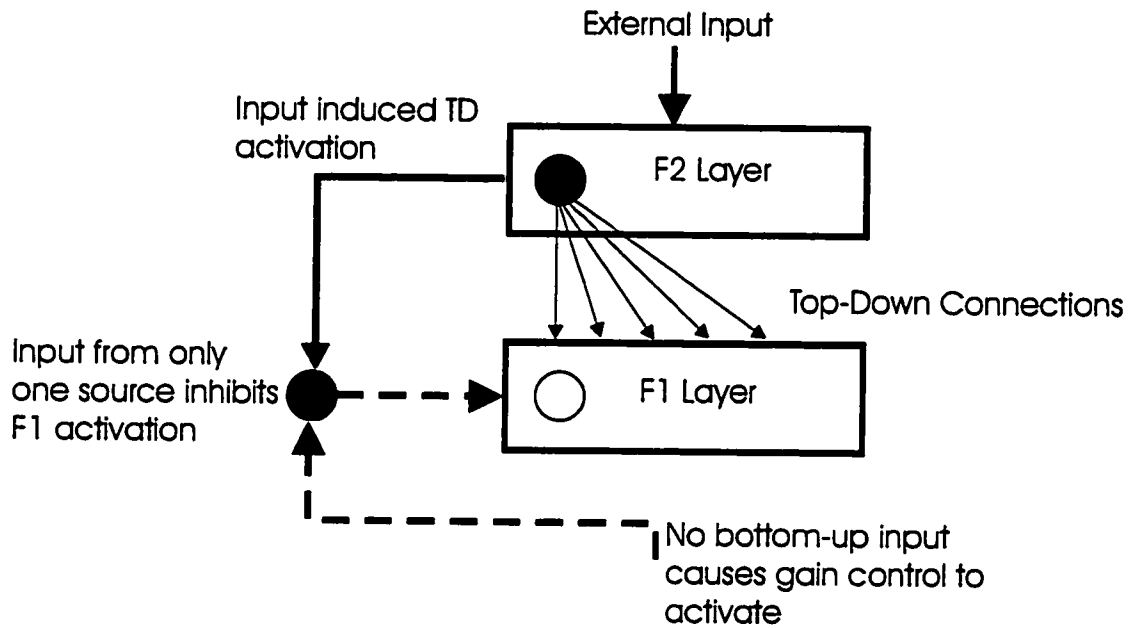 External Input
Input induced TD
activation
F2 Layer
Top-Down Connections
Input from only
one source inhibits
F1 activation
F1 Layer
No bottom-up input
causes gain control to
activate